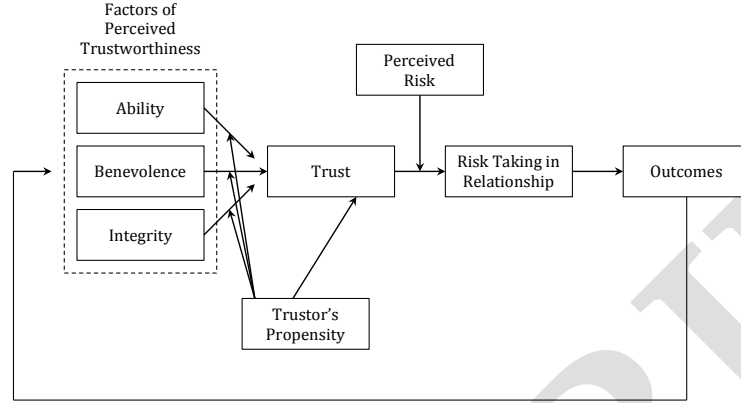 Factors of
Perceived
Trustworthiness
Ability
Benevolence
Integrity
Trust
Trustor's
Propensity
Perceived
Risk
Risk Taking in
Relationship
Outcomes